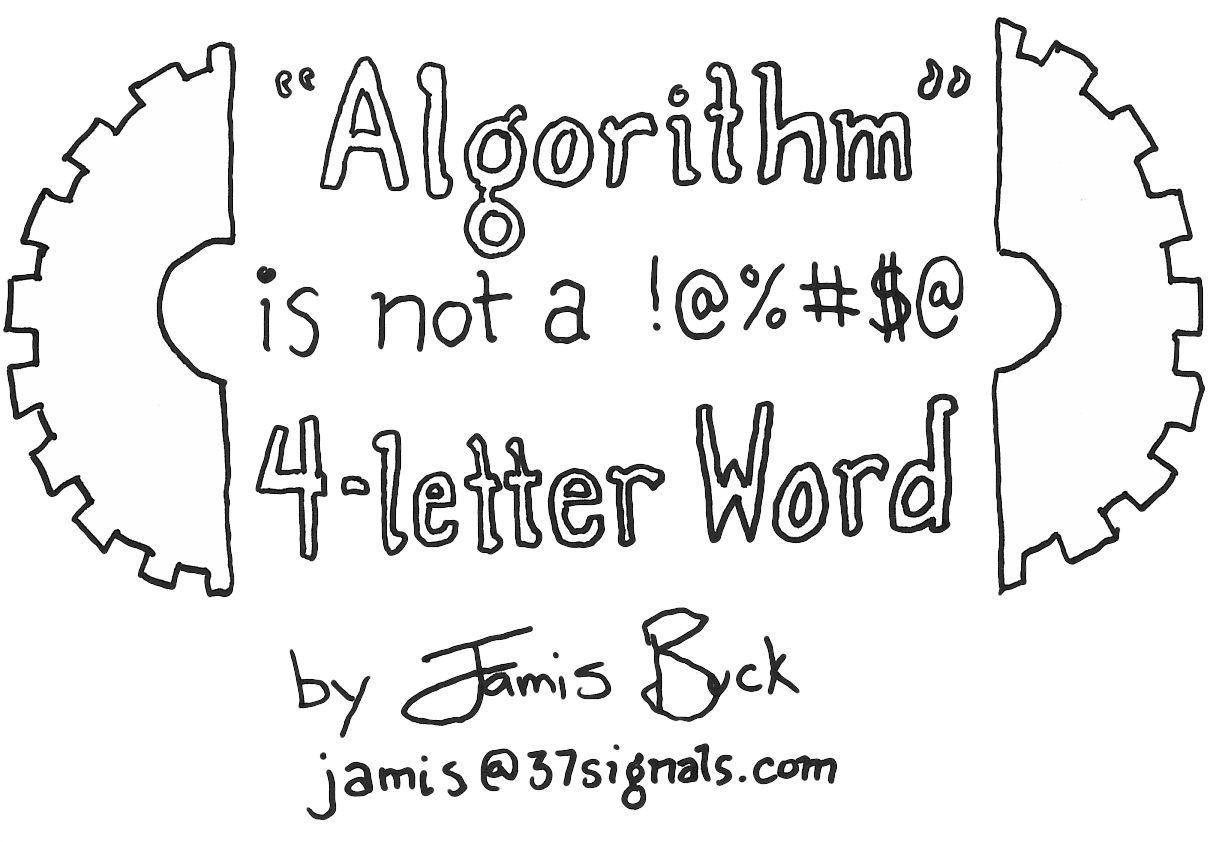 “Algorithm”
is not a !@%#$@
4-letter Word
by Jamis Buck
jamis@37signals.com